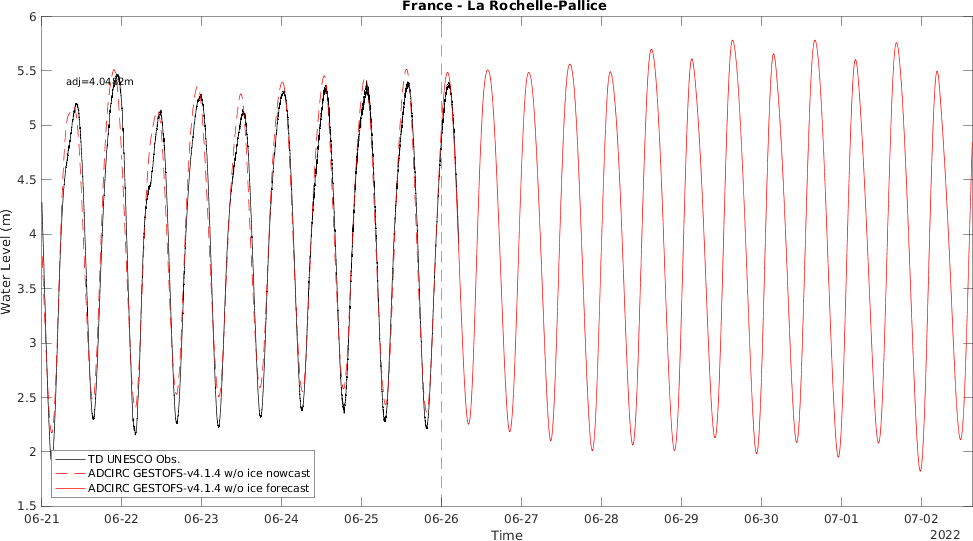 France - La Rochelle-Pallice
6
5.5
5
4.5
4
3.5
3
2.5
2
1.5
Water Level (m)
TD UNESCO Obs.
ADCIRC GESTOFS-v4.1.4 w/o ice nowcast
ADCIRC GESTOFS-v4.1.4 w/o ice forecast
06-21 06-22 06-23 06-24 06-25 06-26 06-27 06-28 06-29 06-30 07-01 07-02
Time
2022